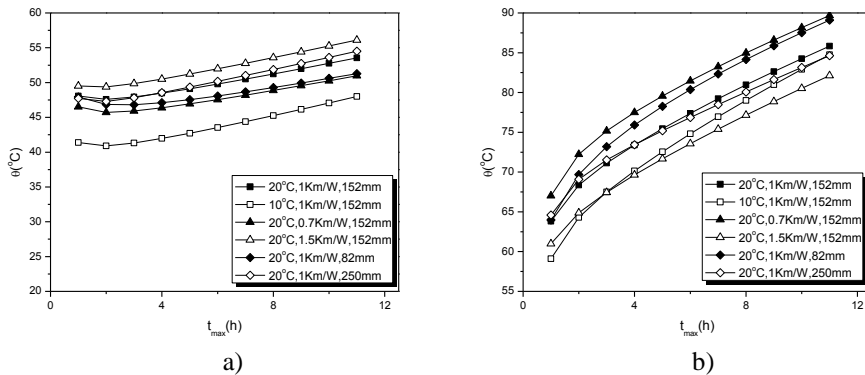 60
55
50
45
40
35
30
25
20
θ(°C)
0 4 8 12
t_max(h)
20°C,1Km/W,152mm
10°C,1Km/W,152mm
20°C,0.7Km/W,152mm
20°C,1.5Km/W,152mm
20°C,1Km/W,82mm
20°C,1Km/W,250mm
a)
90
85
80
75
70
65
60
55
θ(°C)
0 2 4 6 8 10 12
t_max(h)
20°C,1Km/W,152mm
10°C,1Km/W,152mm
20°C,0.7Km/W,152mm
20°C,1.5Km/W,152mm
20°C,1Km/W,82mm
20°C,1Km/W,250mm
b)